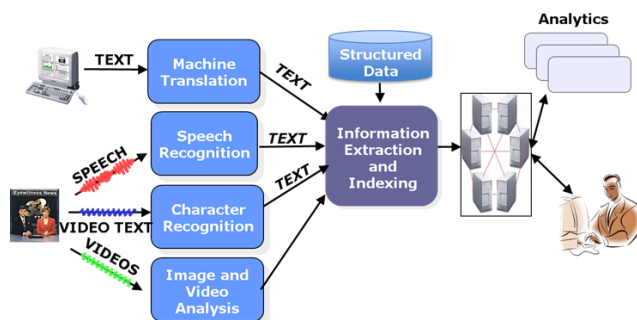 Analytics
TEXT
Machine
Translation
TEXT
Structured
Data
SPEECH
Speech
Recognition
TEXT
Information
Extraction
and
Indexing
Eyewitness News
VIDEO TEXT
Character
Recognition
TEXT
VIDEOS
Image and
Video
Analysis